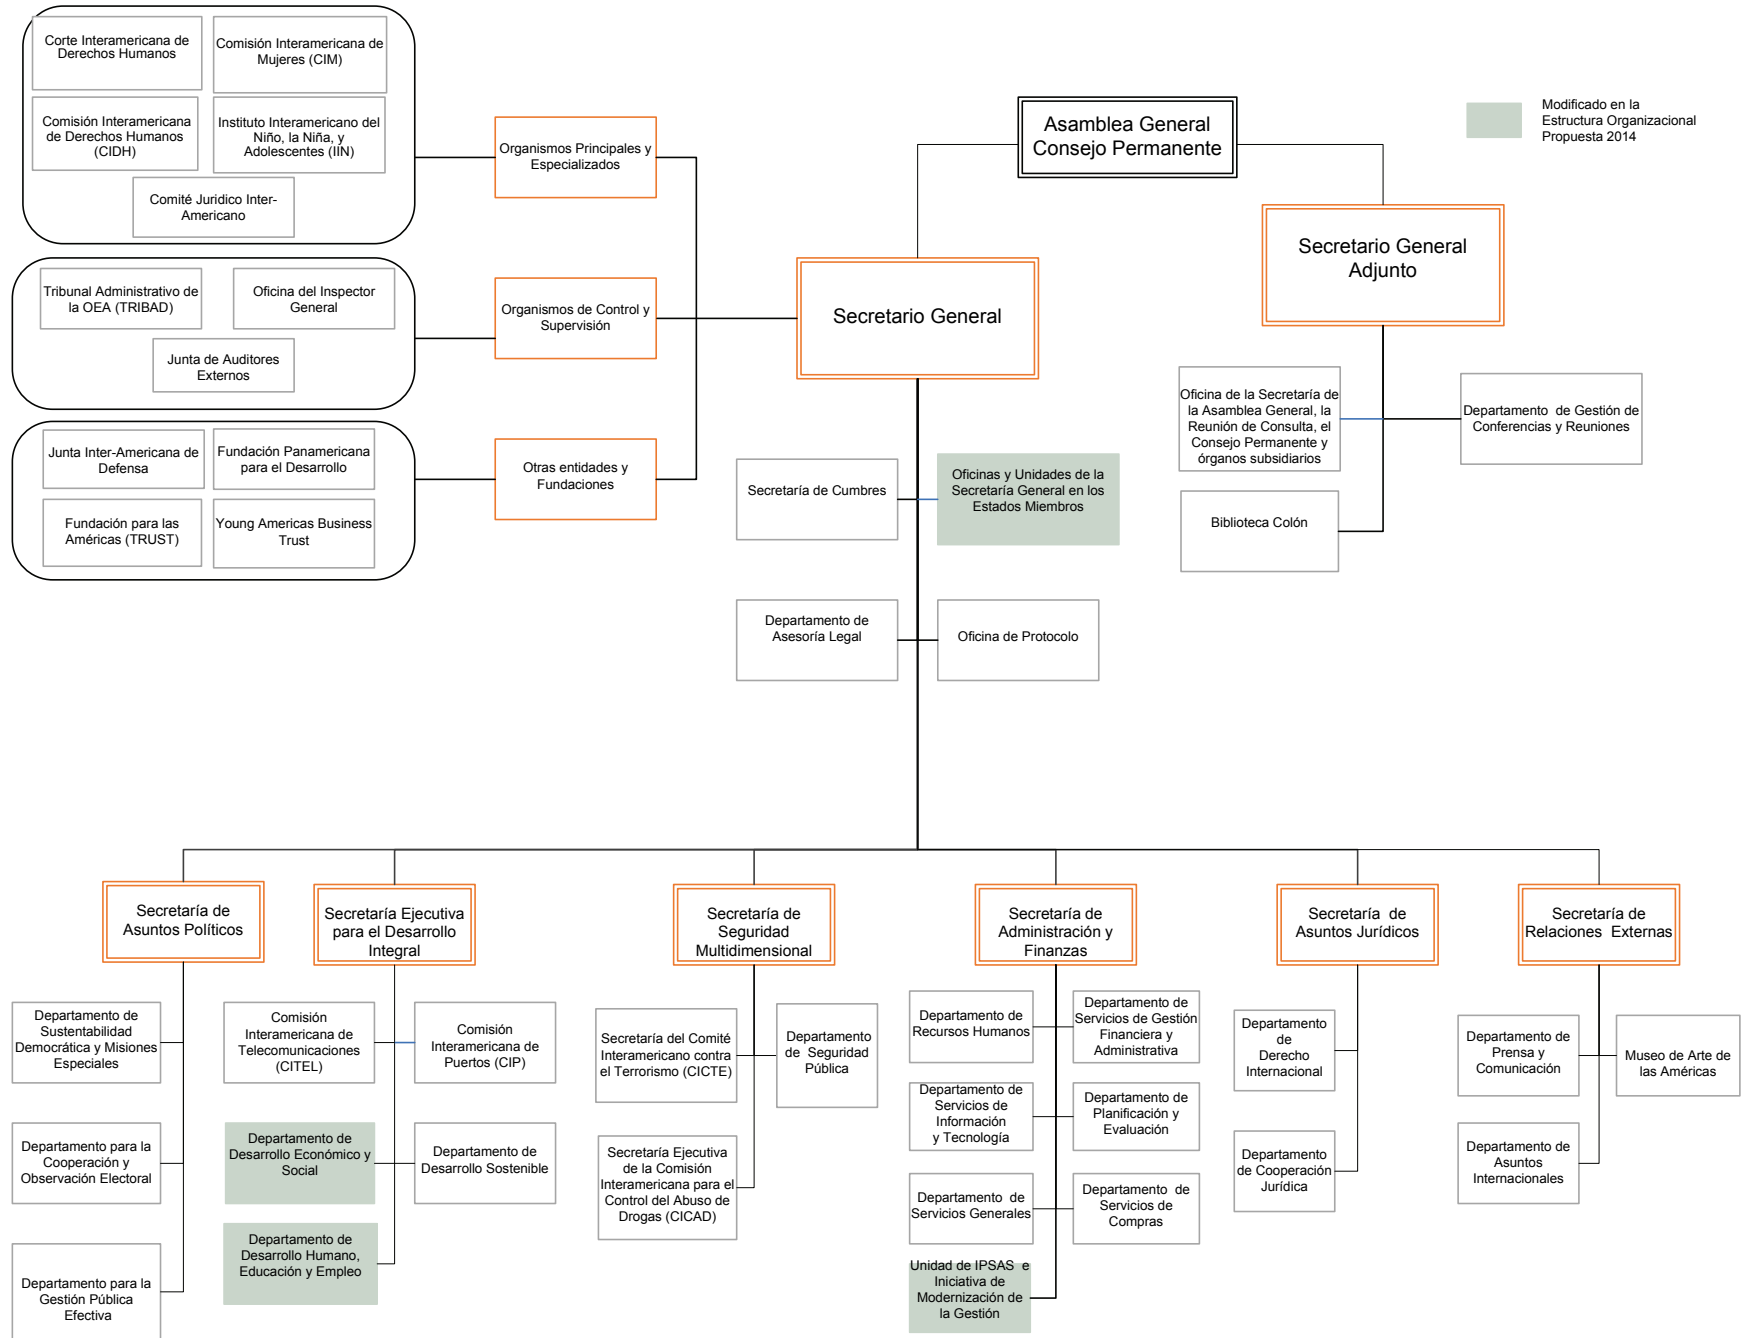 Corte Interamericana de
Derechos Humanos
Comisión Interamericana de
Mujeres (CIM)
Comisión Interamericana
de Derechos Humanos
(CIDH)
Instituto Interamericano del
Niño, la Niña, y
Adolescentes (IIN)
Comité Juridico Inter-
Americano
Organismos Principales y
Especializados
Asamblea General
Consejo Permanente
Modificado en la
Estructura Organizacional
Propuesta 2014
Tribunal Administrativo de
la OEA (TRIBAD)
Oficina del Inspector
General
Junta de Auditores
Externos
Organismos de Control y
Supervisión
Secretario General
Secretario General
Adjunto
Junta Inter-Americana de
Defensa
Fundación Panamericana
para el Desarrollo
Fundación para las
Américas (TRUST)
Young Americas Business
Trust
Otras entidades y
Fundaciones
Oficina de la Secretaría de
la Asamblea General, la
Reunión de Consulta, el
Consejo Permanente y
órganos subsidiarios
Departamento  de Gestión de
Conferencias y Reuniones
Biblioteca Colón
Secretaría de Cumbres
Oficinas y Unidades de la
Secretaría General en los
Estados Miembros
Departamento de
Asesoría Legal
Oficina de Protocolo
Secretaría de
Asuntos Políticos
Secretaría Ejecutiva
para el Desarrollo
Integral
Secretaría de
Seguridad
Multidimensional
Secretaría de
Administración y
Finanzas
Secretaría  de
Asuntos Jurídicos
Secretaría de
Relaciones  Externas
Departamento de
Sustentabilidad
Democrática y Misiones
Especiales
Departamento para la
Cooperación y
Observación Electoral
Departamento para la
Gestión Pública
Efectiva
Comisión
Interamericana de
Telecomunicaciones
(CITEL)
Comisión
Interamericana de
Puertos (CIP)
Departamento de
Desarrollo Económico y
Social
Departamento de
Desarrollo Sostenible
Departamento de
Desarrollo Humano,
Educación y Empleo
Secretaría del Comité
Interamericano contra
el Terrorismo (CICTE)
Departamento
de  Seguridad
Pública
Secretaría Ejecutiva
de la Comisión
Interamericana para el
Control del Abuso de
Drogas (CICAD)
Departamento de
Recursos Humanos
Departamento de
Servicios de Gestión
Financiera y
Administrativa
Departamento de
Servicios de
Información
y Tecnología
Departamento de
Planificación y
Evaluación
Departamento  de
Servicios Generales
Departamento  de
Servicios de
Compras
Unidad de IPSAS  e
Iniciativa de
Modernización de
la Gestión
Departamento
de
Derecho
Internacional
Departamento
de Cooperación
Jurídica
Departamento de
Prensa y
Comunicación
Museo de Arte de
las Américas
Departamento de
Asuntos
Internacionales